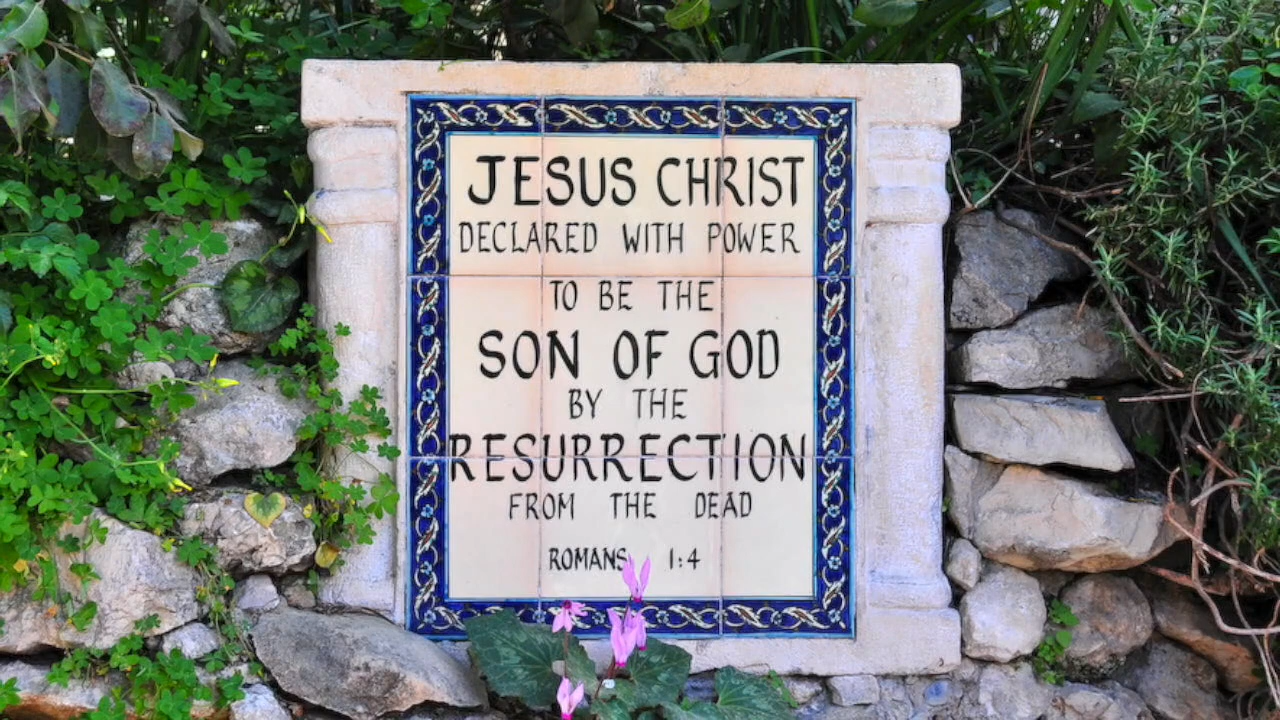 JESUS CHRIST
DECLARED WITH POWER
TO BE THE
SON OF GOD
BY THE
RESURRECTION
FROM THE DEAD
ROMANS 1:4